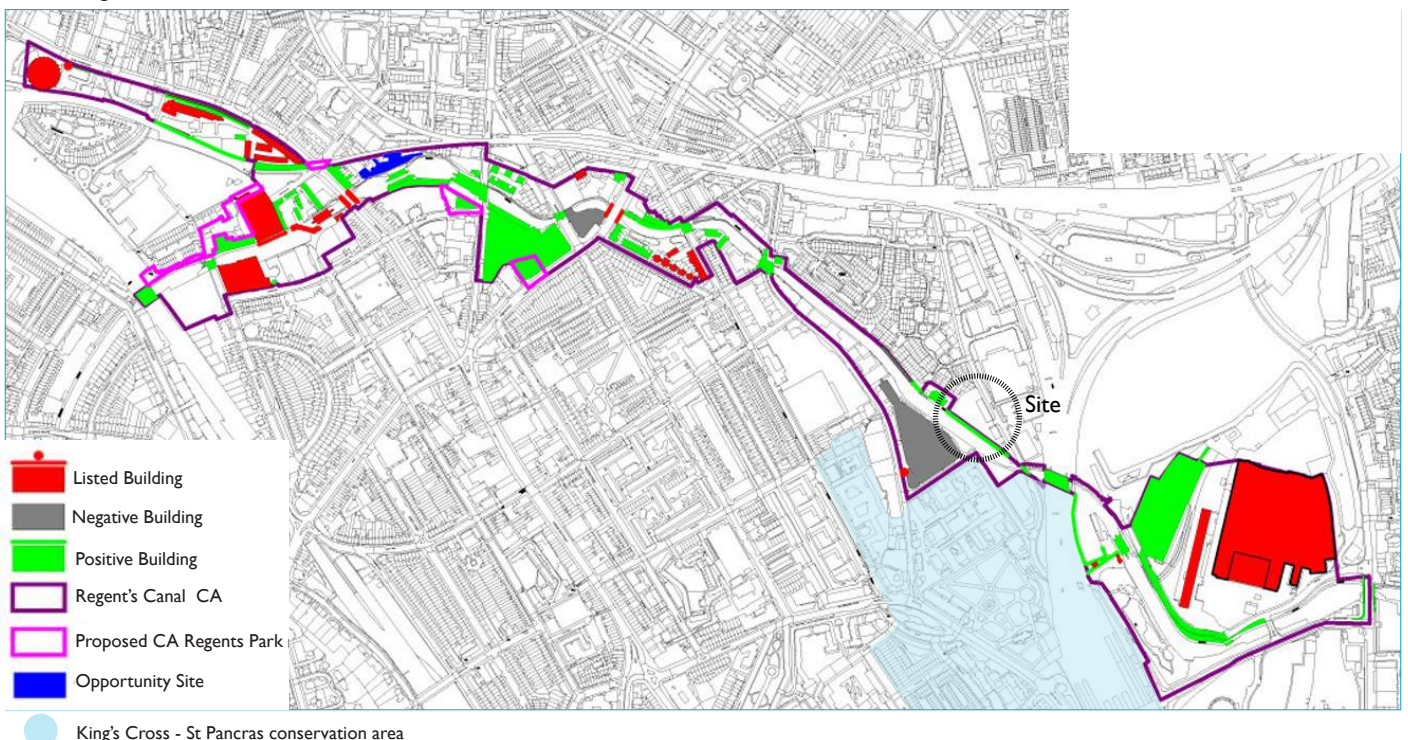 Site
Listed Building
Negative Building
Positive Building
Regent's Canal CA
Proposed CA Regents Park
Opportunity Site
King's Cross - St Pancras conservation area